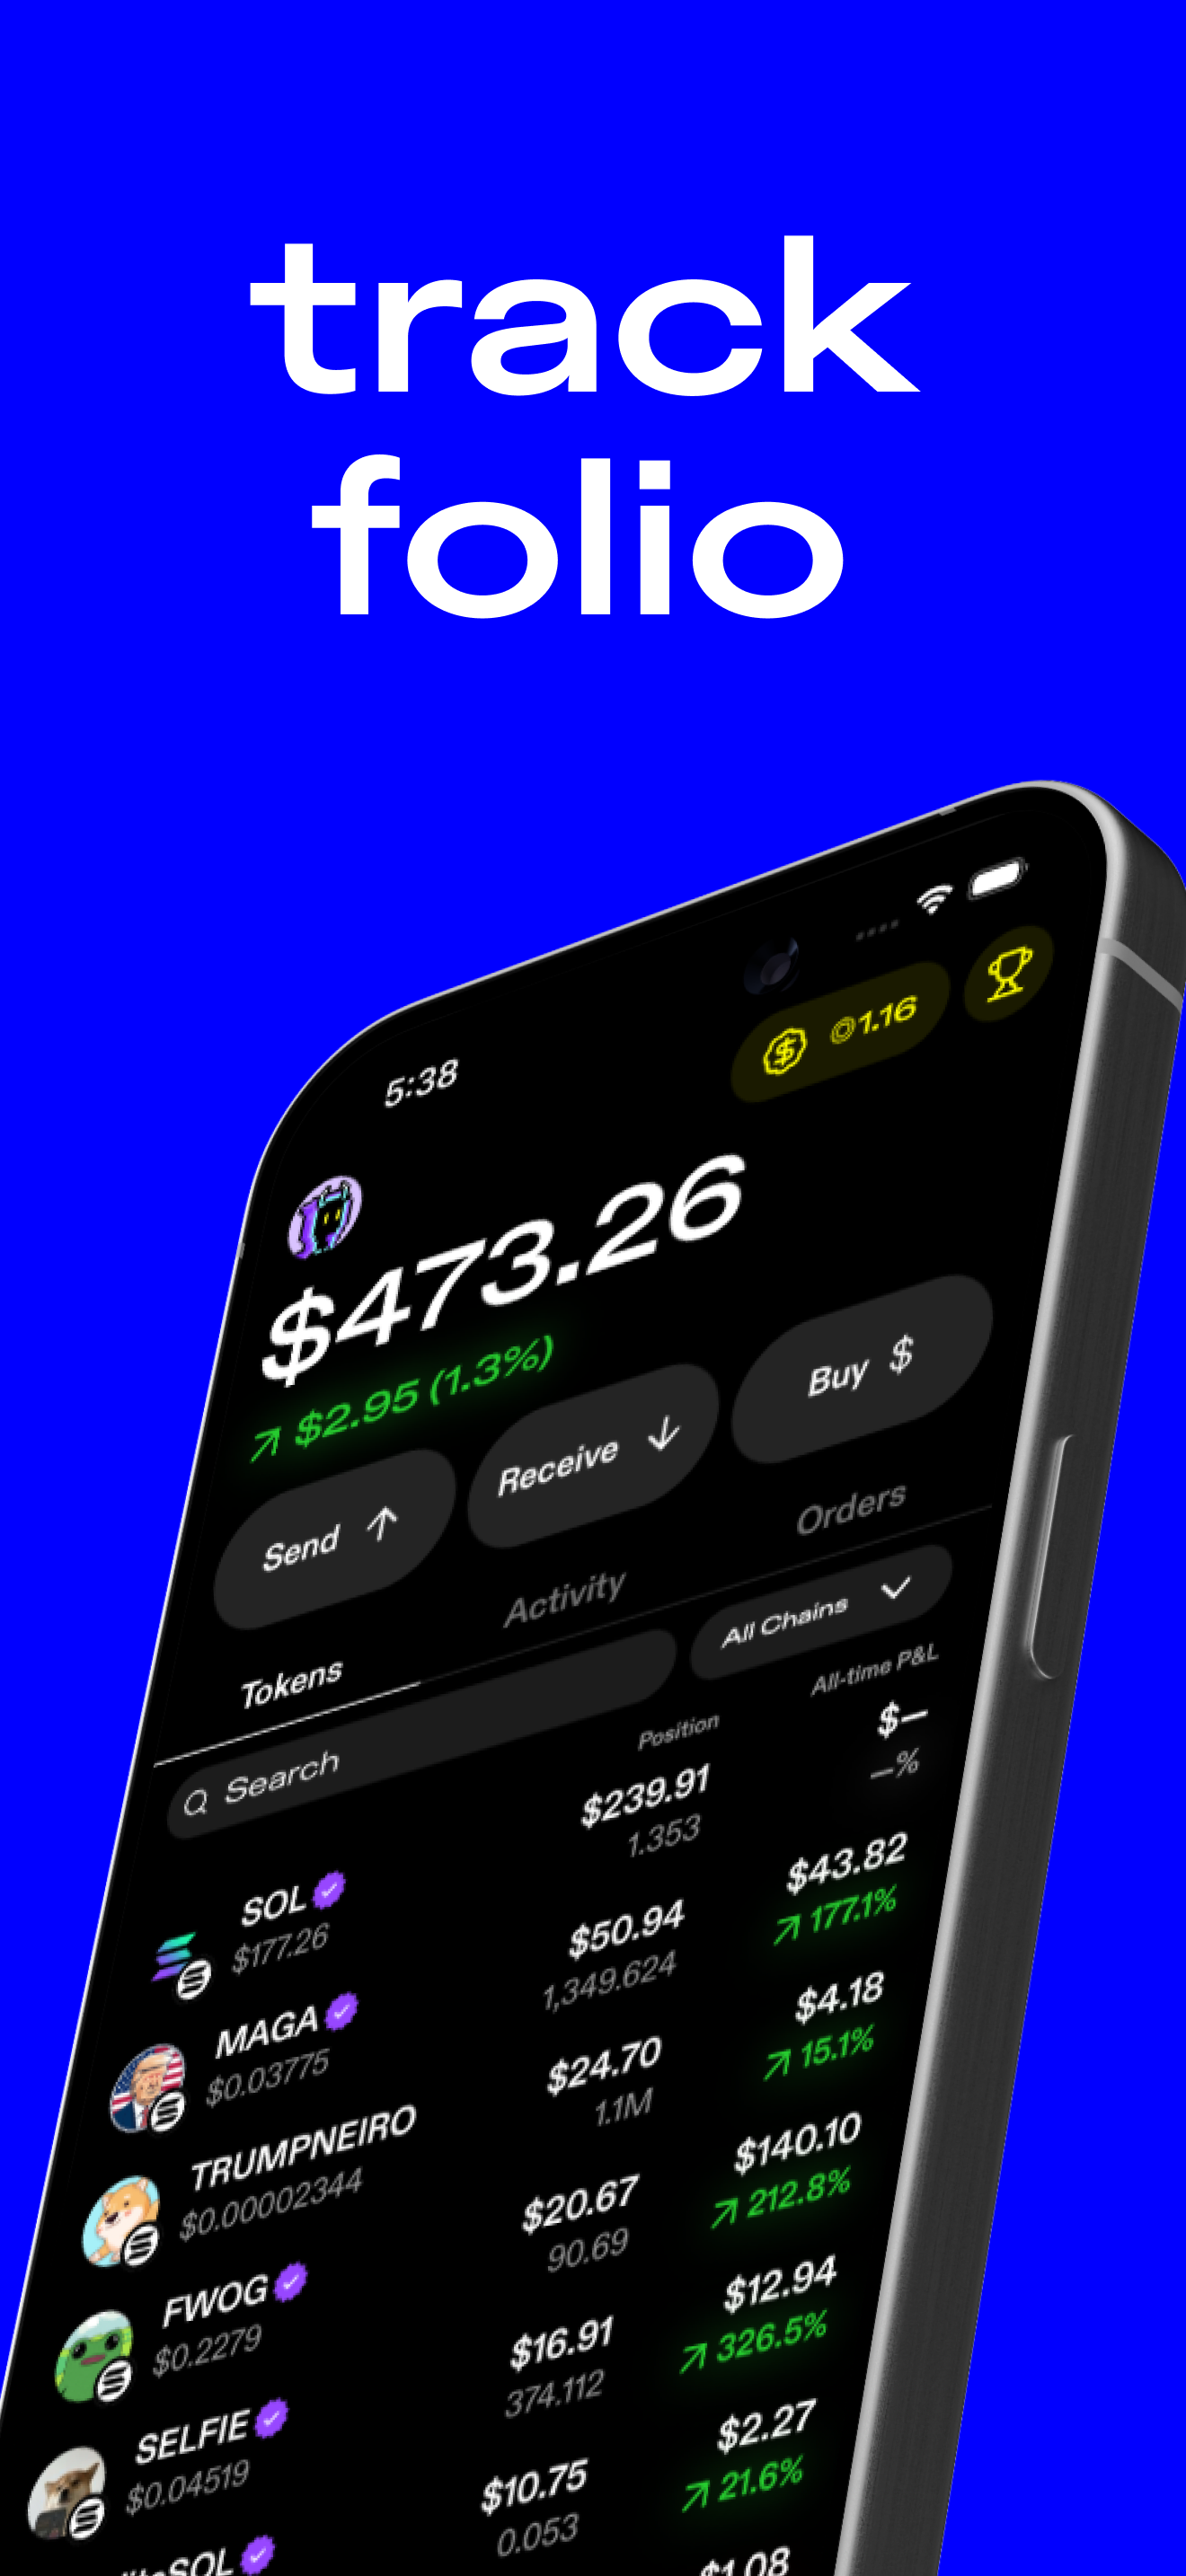 track
folio
5:38
1.16
$473.26
$2.95 (1.3%)
Send
Receive
Buy $
Tokens
Activity
Orders
Search
All Chains
Position
All-time P&L
SOL
$177.26
$239.91
1.353
$–
–%
MAGA
$0.03775
$50.94
1,349.624
$43.82
177.1%
TRUMPNEIRO
$0.00002344
$24.70
1.1M
$4.18
15.1%
FWOG
$0.2279
$20.67
90.69
$140.10
212.8%
SELFIE
$0.04519
$16.91
374.112
$12.94
326.5%
$10.75
0.053
$2.27
21.6%
$1.08